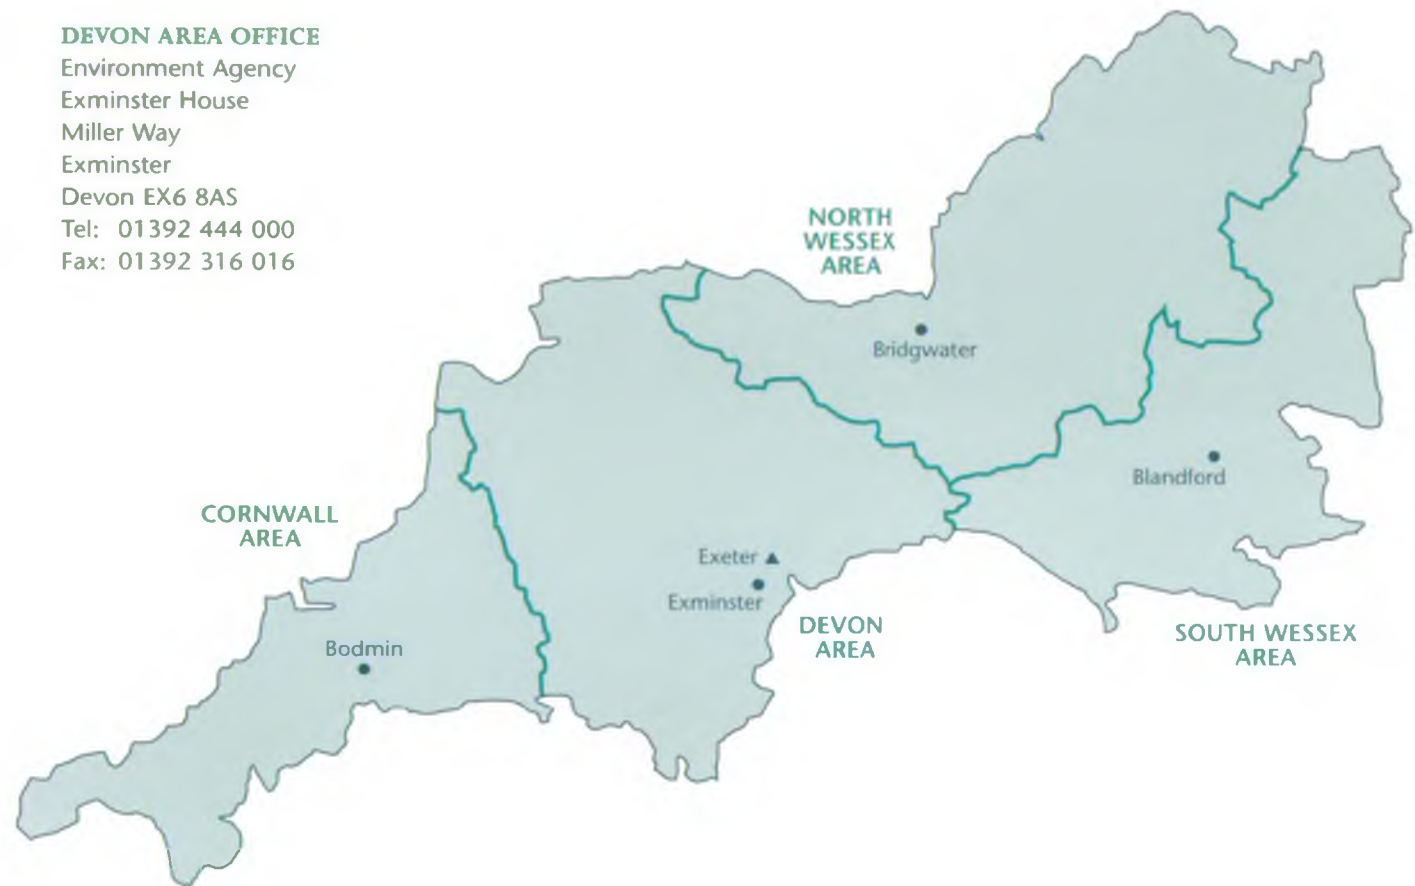 DEVON AREA OFFICE
Environment Agency
Exminster House
Miller Way
Exminster
Devon EX6 8AS
Tel: 01392 444 000
Fax: 01392 316 016
NORTH
WESSEX
AREA
Bridgwater
Blandford
CORNWALL
AREA
Exeter
Exminster
DEVON
AREA
SOUTH WESSEX
AREA
Bodmin